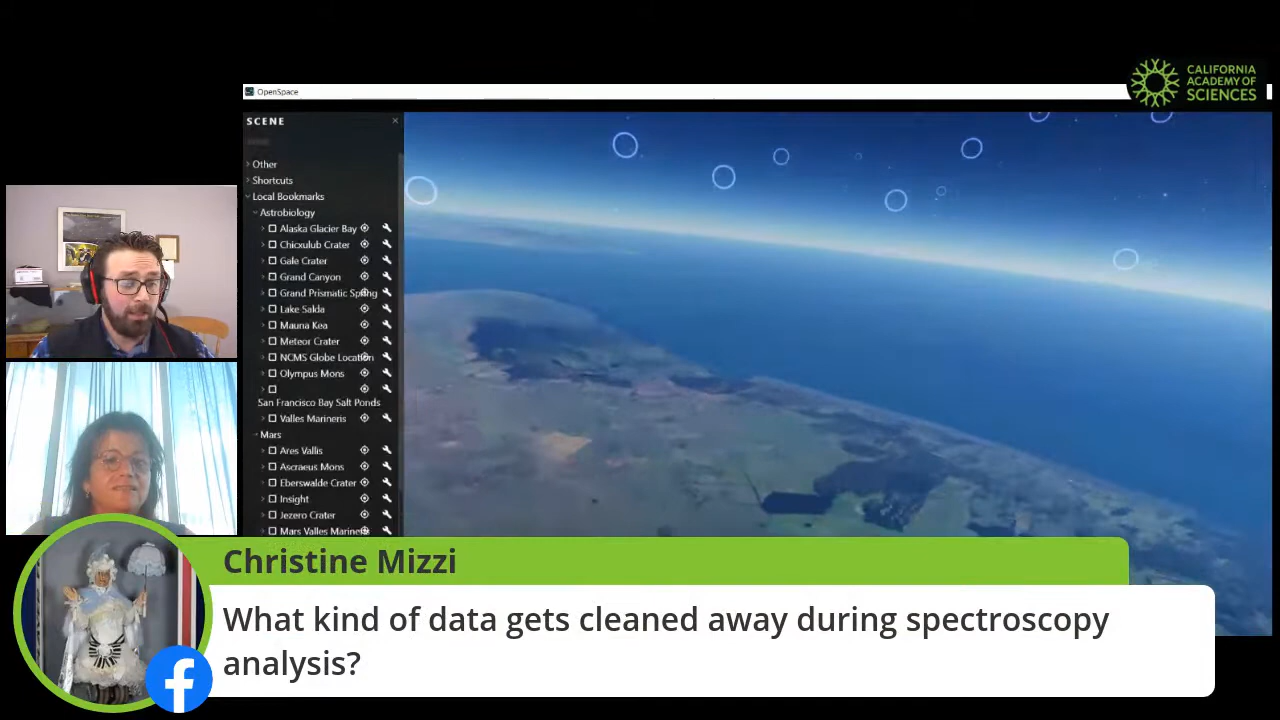 CALIFORNIA
ACADEMY OF
SCIENCES
OpenSpace
SCENE
Other
Shortcuts
Local Bookmarks
Astrobiology
Alaska Glacier Bay
Chicxulub Crater
Gale Crater
Grand Canyon
Grand Prismatic Spring
Lake Salda
Mauna Kea
Meteor Crater
NCMS Globe Location
Olympus Mons
San Francisco Bay Salt Ponds
Valles Marineris
Mars
Ares Vallis
Ascraeus Mons
Eberswalde Crater
Insight
Jezero Crater
Mars Valles Marineris
Christine Mizzi
What kind of data gets cleaned away during spectroscopy
analysis?